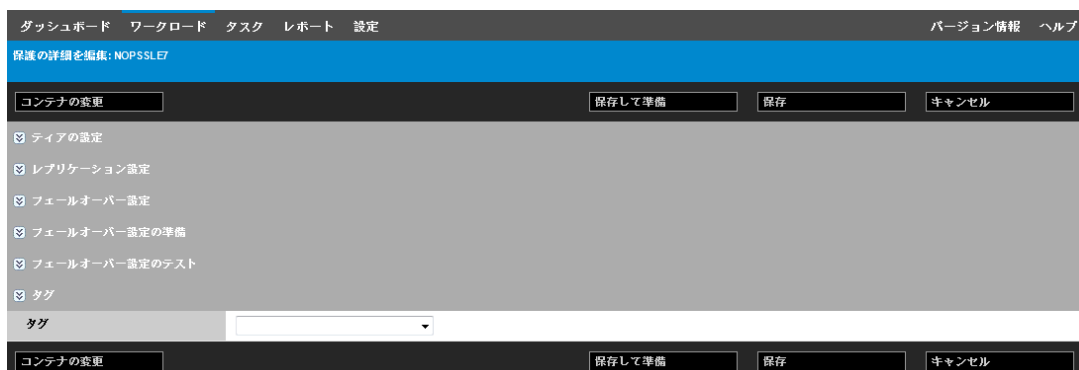 ダッシュボード ワークロード タスク レポート 設定 バージョン情報 ヘルプ
保護の詳細を編集: NOPSSLE7
コンテナの変更 保存して準備 保存 キャンセル
ティアの設定
レプリケーション設定
フェールオーバー設定
フェールオーバー設定の準備
フェールオーバー設定のテスト
タグ
タグ
コンテナの変更 保存して準備 保存 キャンセル